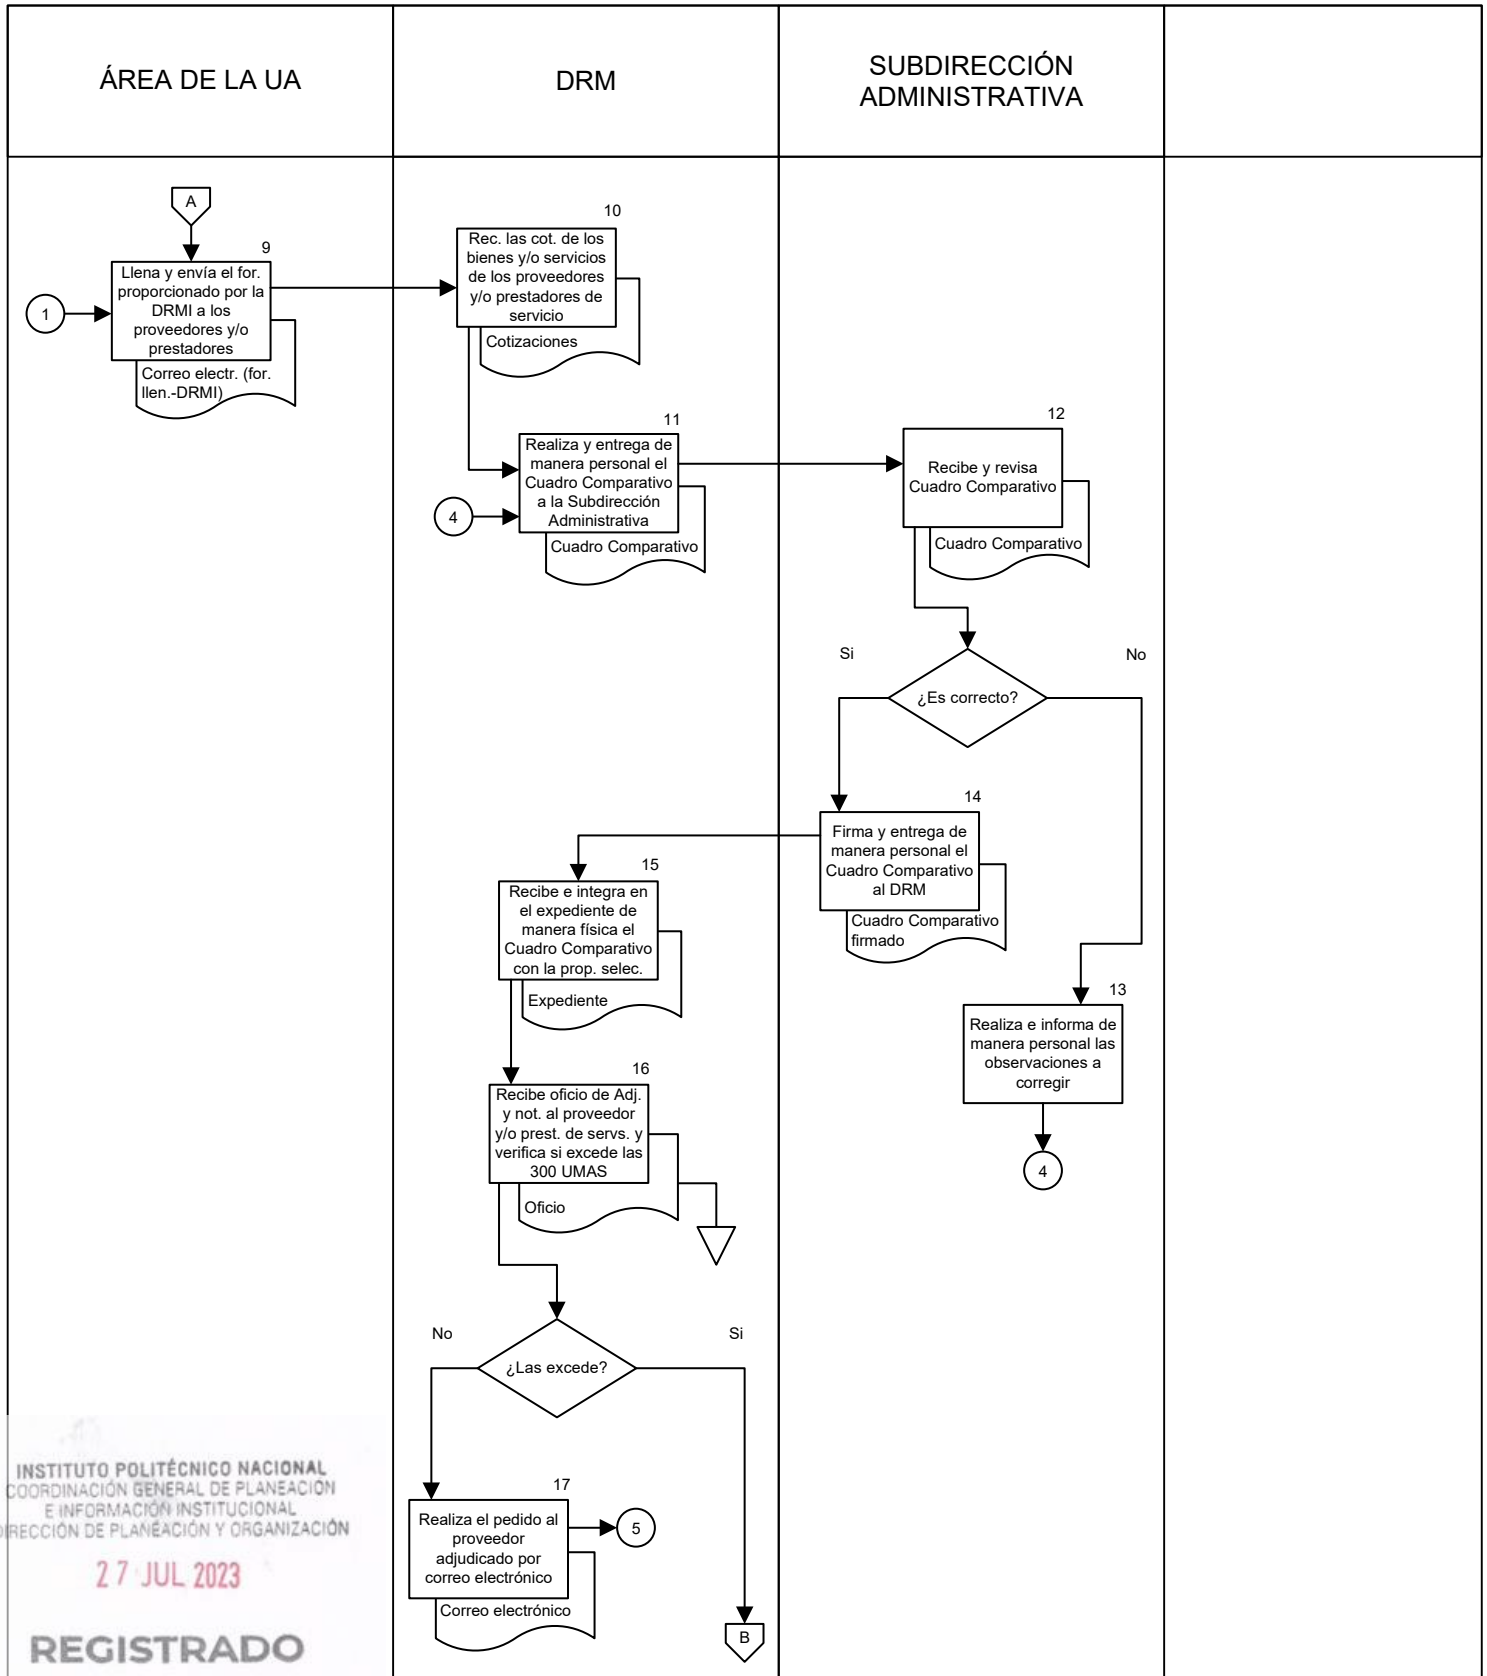 ÁREA DE LA UA
DRM
SUBDIRECCIÓN
ADMINISTRATIVA
A
9
Llena y envía el for.
proporcionado por la
DRMI a los
proveedores y/o
prestadores
1
Correo electr. (for.
llen.-DRMI)
10
Rec. las cot. de los
bienes y/o servicios
de los proveedores
y/o prestadores de
servicio
Cotizaciones
11
Realiza y entrega de
manera personal el
Cuadro Comparativo
a la Subdirección
Administrativa
4
Cuadro Comparativo
12
Recibe y revisa
Cuadro Comparativo
Cuadro Comparativo
Si
No
¿Es correcto?
14
Firma y entrega de
manera personal el
Cuadro Comparativo
al DRM
Cuadro Comparativo
firmado
13
Realiza e informa de
manera personal las
observaciones a
corregir
4
15
Recibe e integra en
el expediente de
manera física el
Cuadro Comparativo
con la prop. selec.
Expediente
16
Recibe oficio de Adj.
y not. al proveedor
y/o prest. de servs. y
verifica si excede las
300 UMAS
Oficio
No
Si
¿Las excede?
17
Realiza el pedido al
proveedor
adjudicado por
correo electrónico
5
Correo electrónico
B
INSTITUTO POLITÉCNICO NACIONAL
COORDINACIÓN GENERAL DE PLANEACIÓN
E INFORMACIÓN INSTITUCIONAL
DIRECCIÓN DE PLANEACIÓN Y ORGANIZACIÓN
27 JUL 2023
REGISTRADO